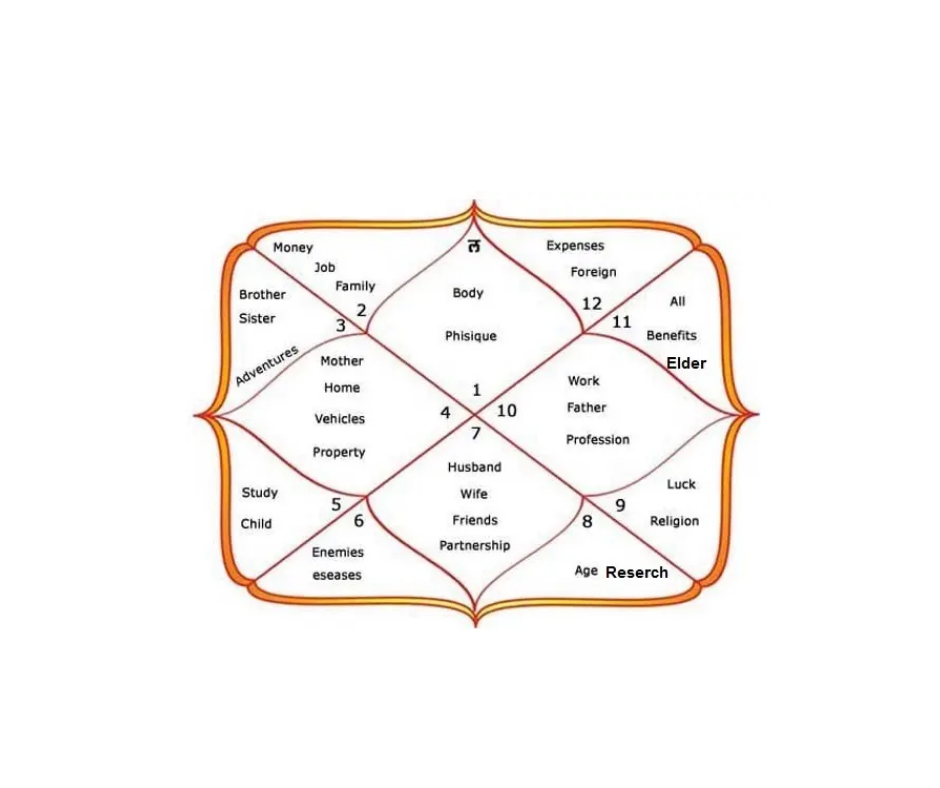 ल
Body
Phisique
1
Money
Job
Family
2
Brother
Sister
Adventures
3
Mother
Home
Vehicles
Property
4
Study
Child
5
6
Enemies
eseases
7
Husband
Wife
Friends
Partnership
8
Age Reserch
9
Luck
Religion
10
Work
Father
Profession
11
All
Benefits
Elder
Expenses
Foreign
12